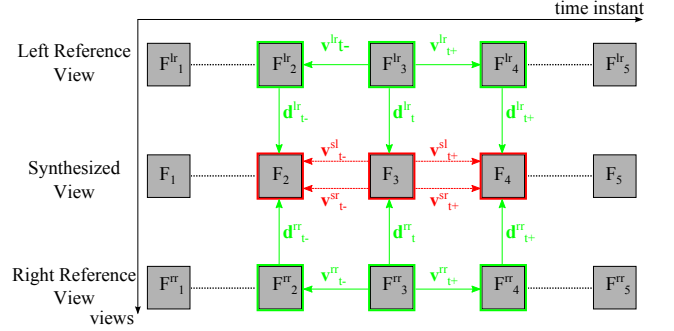 time instant
Left Reference View
v^lr t- v^lr_t+
F^lr_1 F^lr_2 F^lr_3 F^lr_4 F^lr_5
d^lr_t- d^lr_t d^lr_t+
Synthesized View
v^sl_t- v^sl_t+
F_1 F_2 F_3 F_4 F_5
v^sr_t- v^sr_t+
d^rr_t- d^rr_t d^rr_t+
Right Reference View
v^rr_t- v^rr_t+
F^rr_1 F^rr_2 F^rr_3 F^rr_4 F^rr_5
views